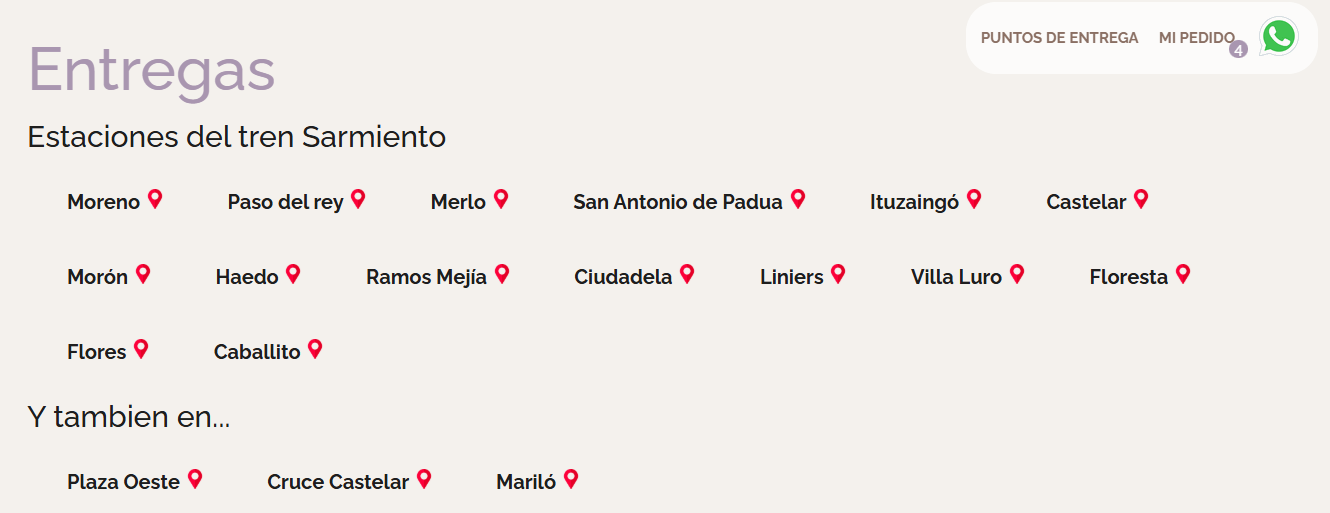 PUNTOS DE ENTREGA MI PEDIDO 4
Entregas
Estaciones del tren Sarmiento
Moreno Paso del rey Merlo San Antonio de Padua Ituzaingó Castelar
Morón Haedo Ramos Mejía Ciudadela Liniers Villa Luro Floresta
Flores Caballito
Y tambien en...
Plaza Oeste Cruce Castelar Mariló